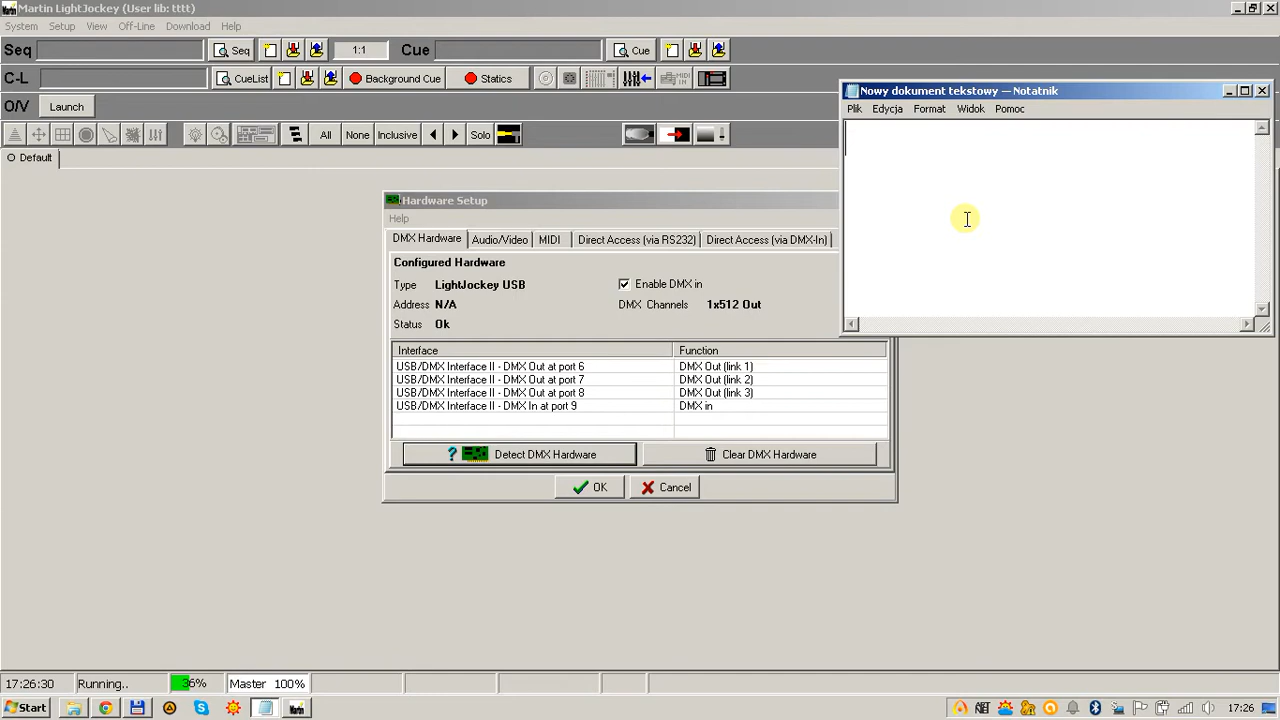 Martin LightJockey (User lib: tttt)
System Setup View Off-Line Download Help
Seq Seq 1:1 Cue Cue
C-L CueList Background Cue Statics
O/V Launch
All None Inclusive Solo
Default
Nowy dokument tekstowy — Notatnik
Plik Edycja Format Widok Pomoc
Hardware Setup
Help
DMX Hardware Audio/Video MIDI Direct Access (via RS232) Direct Access (via DMX-In)
Configured Hardware
Type LightJockey USB Enable DMX in
Address N/A DMX Channels 1x512 Out
Status Ok
Interface Function
USB/DMX Interface II - DMX Out at port 6 DMX Out (link 1)
USB/DMX Interface II - DMX Out at port 7 DMX Out (link 2)
USB/DMX Interface II - DMX Out at port 8 DMX Out (link 3)
USB/DMX Interface II - DMX In at port 9 DMX in
? Detect DMX Hardware Clear DMX Hardware
OK Cancel
17:26:30 Running.. 36% Master 100%
Start 17:26